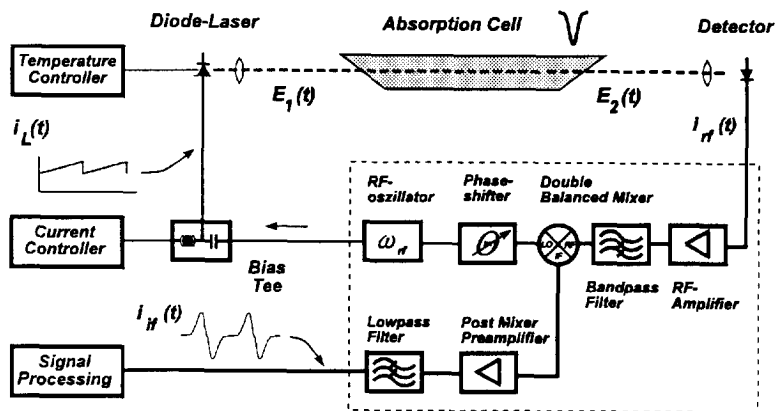 Diode-Laser
Absorption Cell
Detector
Temperature
Controller
E1(t)
E2(t)
iL(t)
irf(t)
RF-
oszillator
Phase-
shifter
Double
Balanced Mixer
Current
Controller
ωrf
LO
RF
IF
Bias
Tee
Bandpass
Filter
RF-
Amplifier
iif(t)
Lowpass
Filter
Post Mixer
Preamplifier
Signal
Processing